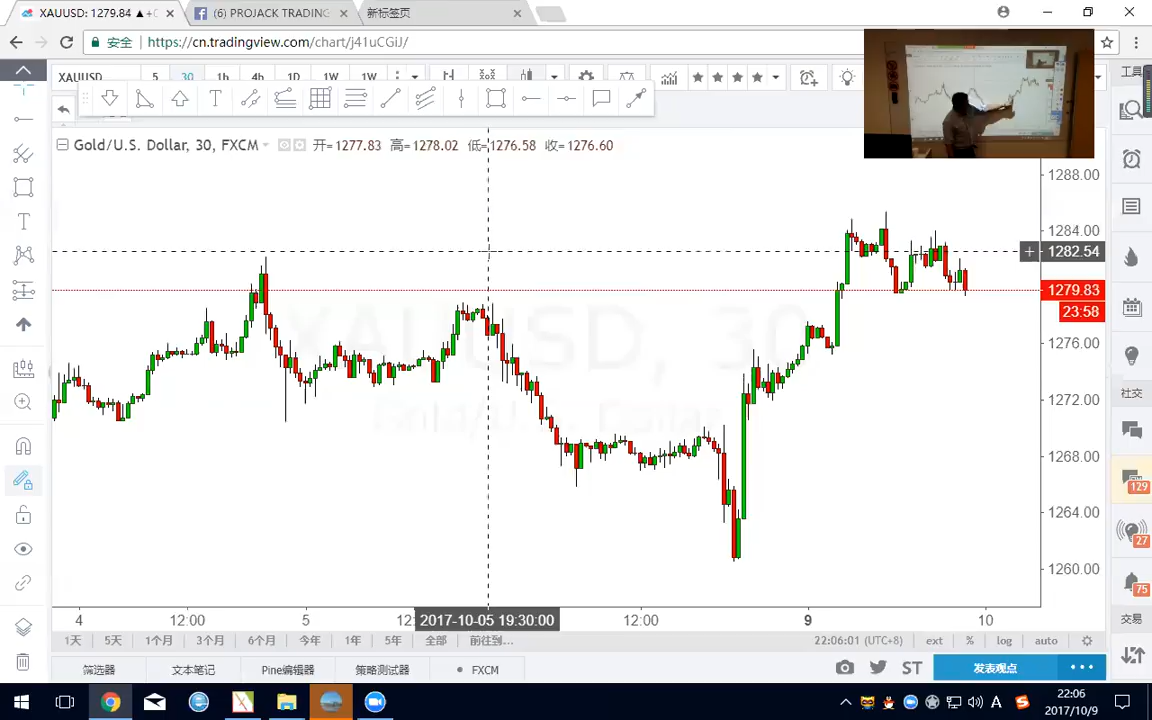 XAUUSD: 1279.84 ▲ +0
(6) PROJACK TRADING
新标签页
安全 https://cn.tradingview.com/chart/j41uCGiJ/
XAUUSD 5 30 1h 4h 1D 1W 1W
工具
Gold/U.S. Dollar, 30, FXCM 开=1277.83 高=1278.02 低=1276.58 收=1276.60
1288.00
1284.00
1282.54
1279.83
23:58
1276.00
1272.00
1268.00
1264.00
1260.00
XAUUSD, 30
Gold/U.S. Dollar
社交
129
27
75
交易
4 12:00 5 12: 2017-10-05 19:30:00 12:00 9 10
1天 5天 1个月 3个月 6个月 今年 1年 5年 全部 前往到... 22:06:01 (UTC+8) ext % log auto
筛选器 文本笔记 Pine编辑器 策略测试器 FXCM ST 发表观点
A
22:06
2017/10/9